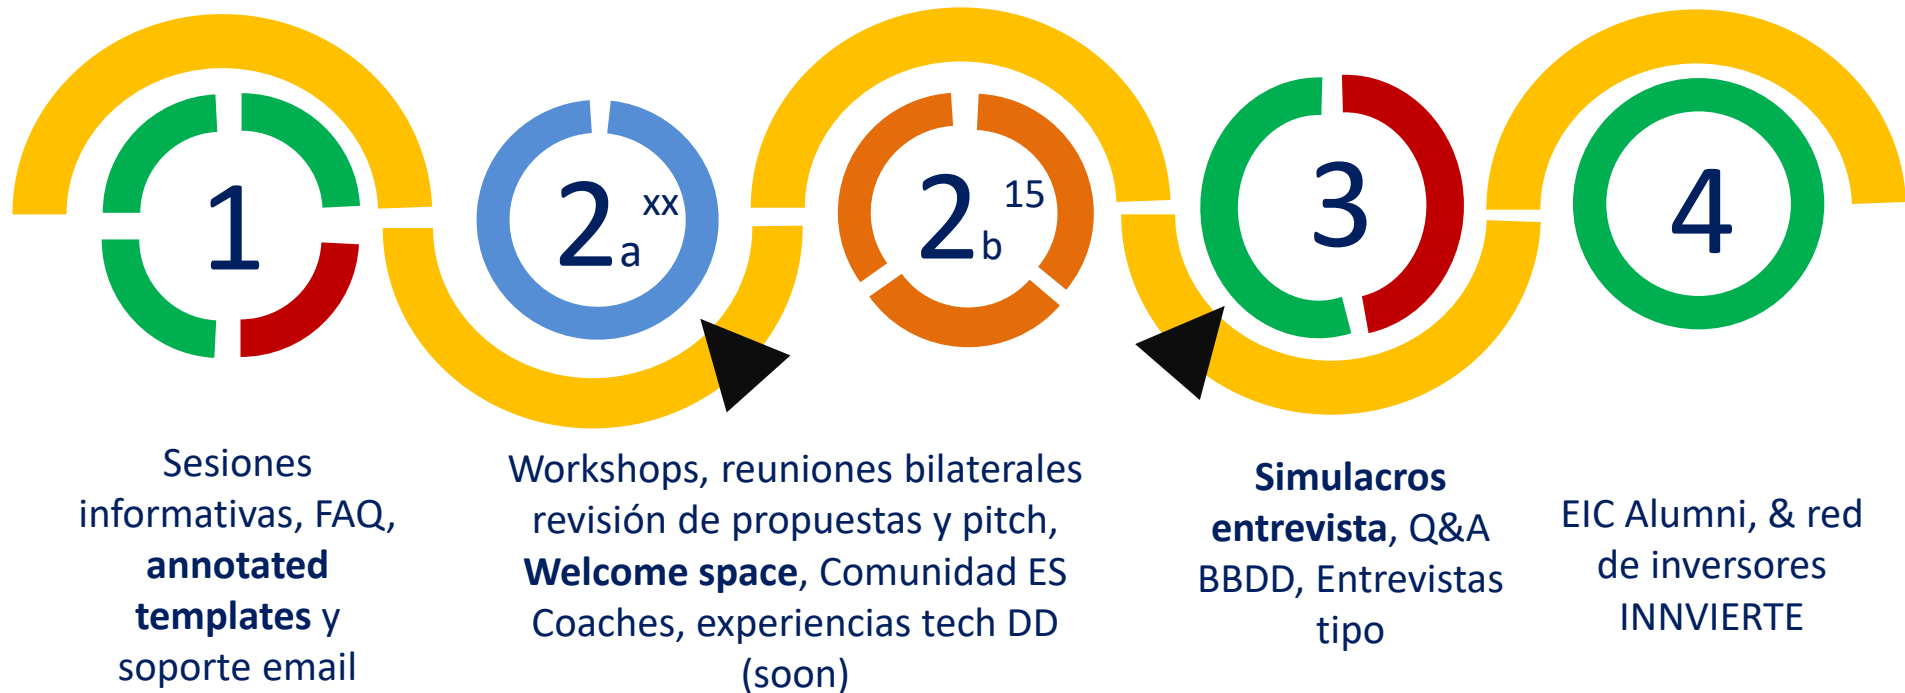 1
2a xx
2b 15
3
4
Sesiones
informativas, FAQ,
annotated
templates y
soporte email
Workshops, reuniones bilaterales
revisión de propuestas y pitch,
Welcome space, Comunidad ES
Coaches, experiencias tech DD
(soon)
Simulacros
entrevista, Q&A
BBDD, Entrevistas
tipo
EIC Alumni, & red
de inversores
INNVIERTE